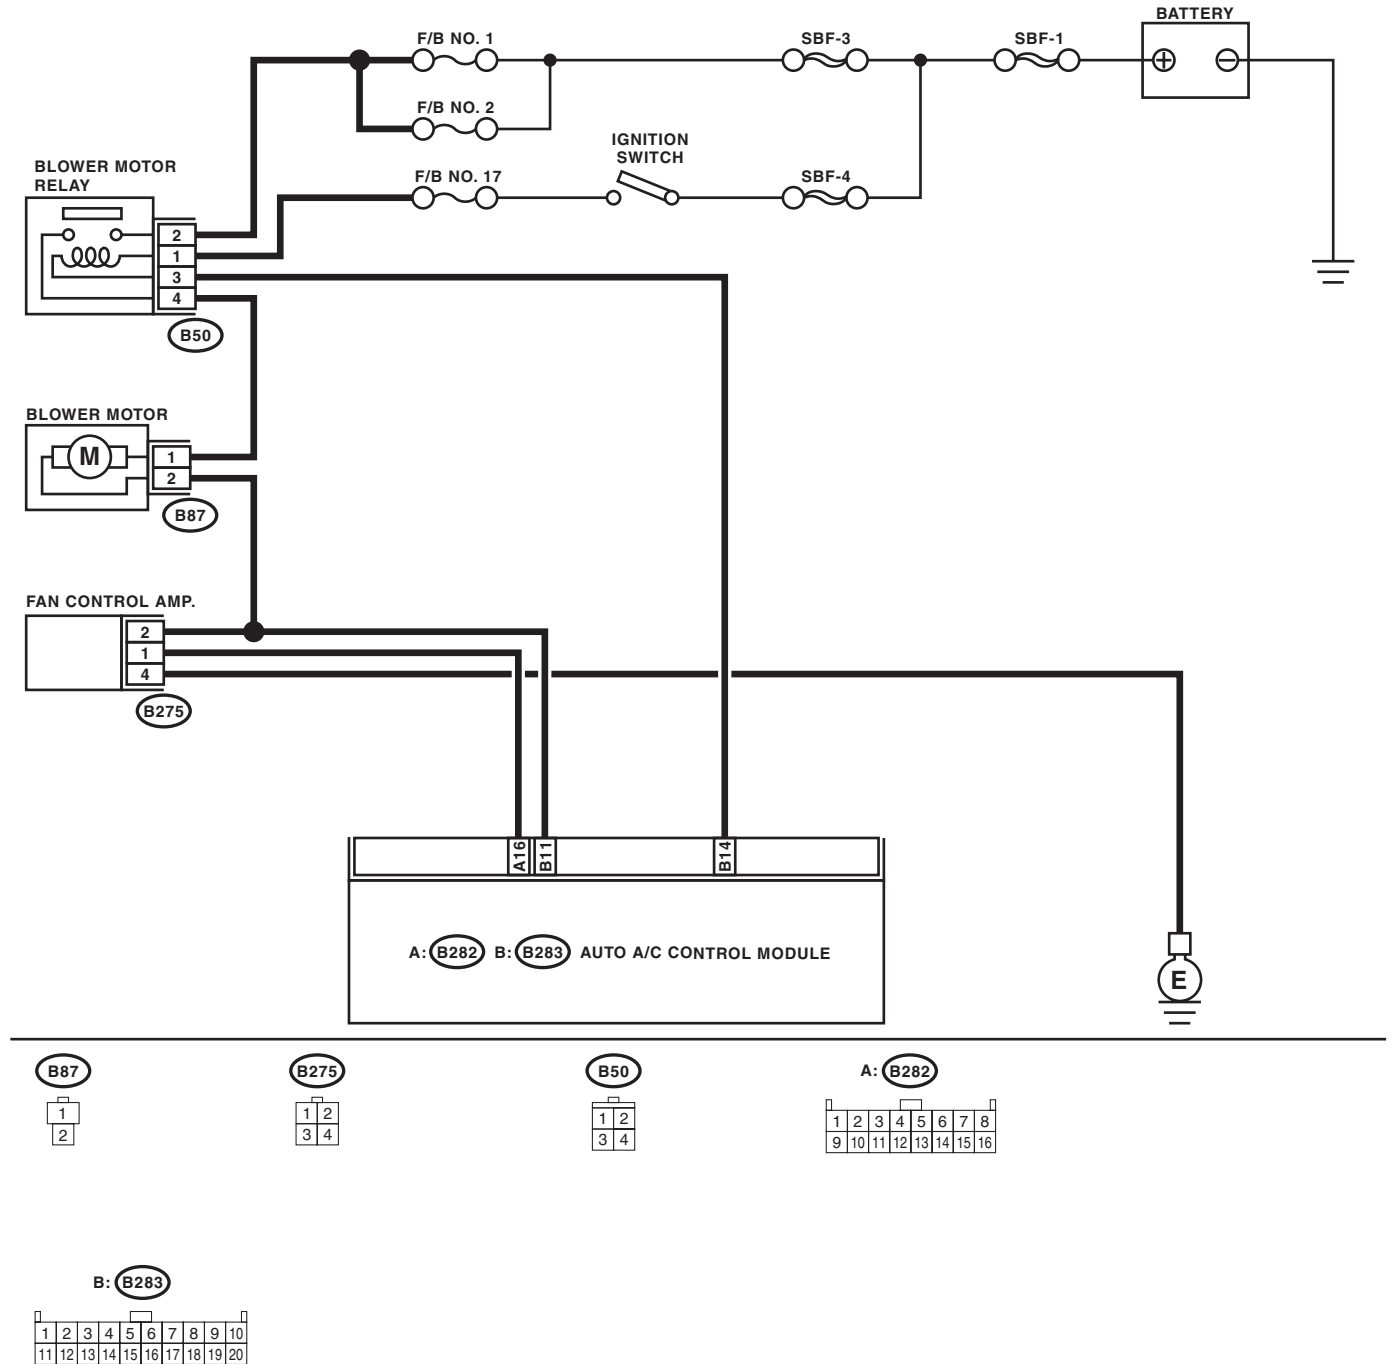 BATTERY
F/B NO. 1
SBF-3
SBF-1
F/B NO. 2
IGNITION
SWITCH
F/B NO. 17
SBF-4
BLOWER MOTOR
RELAY
2
1
3
4
B50
BLOWER MOTOR
M
1
2
B87
FAN CONTROL AMP.
2
1
4
B275
A16
B11
B14
A: B282 B: B283 AUTO A/C CONTROL MODULE
E
B87
1
2
B275
1 2
3 4
B50
1 2
3 4
A: B282
1 2 3 4 5 6 7 8
9 10 11 12 13 14 15 16
B: B283
1 2 3 4 5 6 7 8 9 10
11 12 13 14 15 16 17 18 19 20